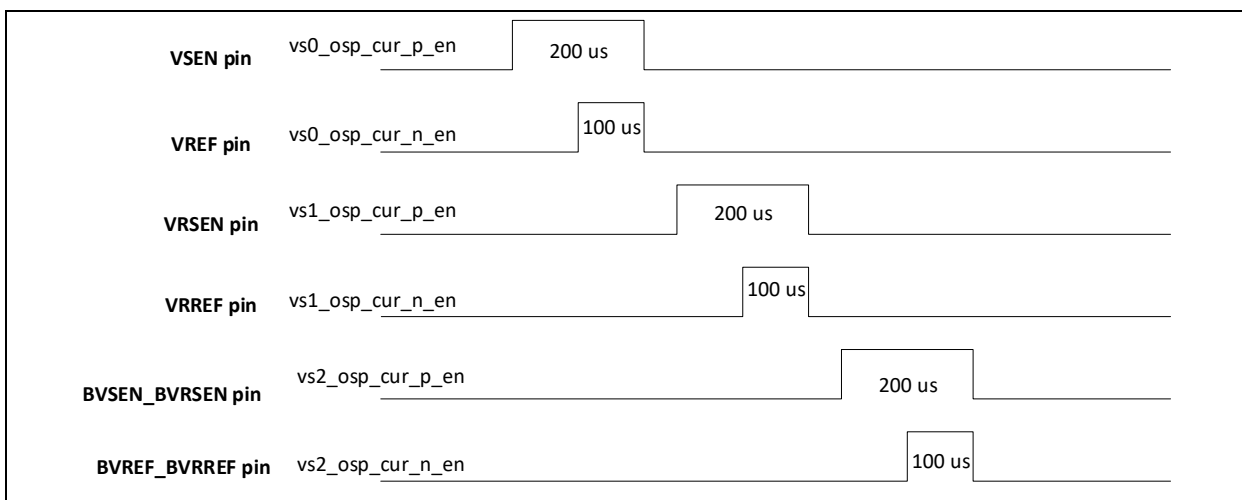 VSEN pin vs0_osp_cur_p_en 200 us
VREF pin vs0_osp_cur_n_en 100 us
VRSEN pin vs1_osp_cur_p_en 200 us
VRREF pin vs1_osp_cur_n_en 100 us
BVSEN_BVRSEN pin vs2_osp_cur_p_en 200 us
BVREF_BVRREF pin vs2_osp_cur_n_en 100 us